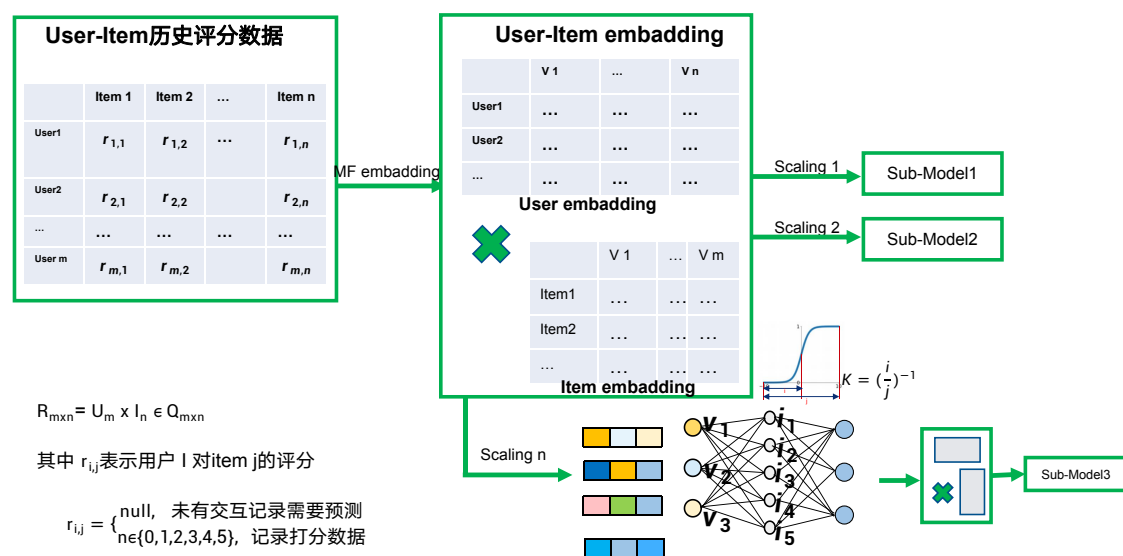 User-Item历史评分数据
Item 1 Item 2 ... Item n
User1 r1,1 r1,2 ... r1,n
User2 r2,1 r2,2 r2,n
... ... ... ... ...
User m rm,1 rm,2 rm,n
MF embedding
User-Item embadding
V 1 ... V n
User1 ... ... ...
User2 ... ... ...
... ... ... ...
User embedding
V 1 ... V m
Item1 ... ... ...
Item2 ... ... ...
... ... ... ...
Item embedding
Scaling 1
Sub-Model1
Scaling 2
Sub-Model2
K = (i/j)⁻¹
Scaling n
v1
v2
v3
i1
i2
i3
i4
i5
Sub-Model3
Rmxn= Um x In ϵ Qmxn
其中 ri,j表示用户 I 对item j的评分
ri,j = {null, 未有交互记录需要预测
nϵ{0,1,2,3,4,5}, 记录打分数据